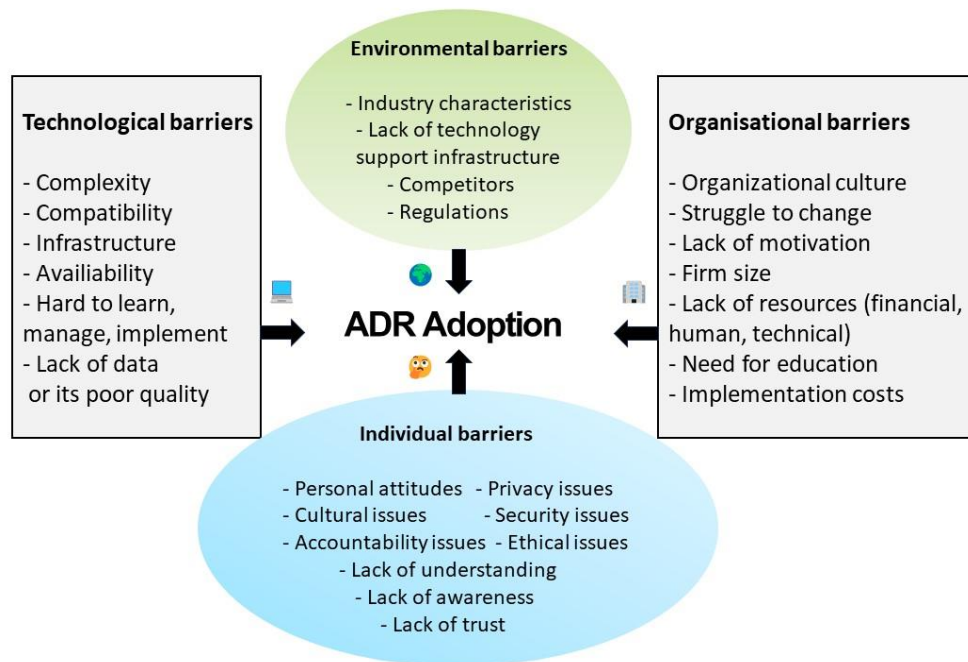 Environmental barriers
- Industry characteristics
- Lack of technology
support infrastructure
- Competitors
- Regulations
Technological barriers
- Complexity
- Compatibility
- Infrastructure
- Availiability
- Hard to learn,
manage, implement
- Lack of data
or its poor quality
ADR Adoption
Organisational barriers
- Organizational culture
- Struggle to change
- Lack of motivation
- Firm size
- Lack of resources (financial,
human, technical)
- Need for education
- Implementation costs
Individual barriers
- Personal attitudes - Privacy issues
- Cultural issues - Security issues
- Accountability issues - Ethical issues
- Lack of understanding
- Lack of awareness
- Lack of trust